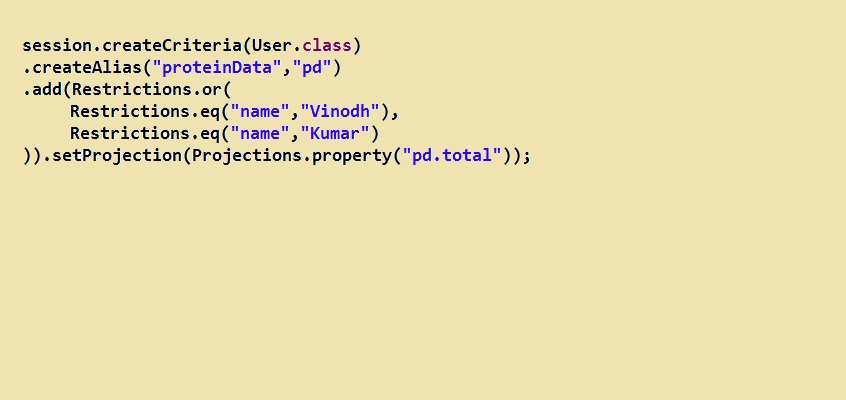 session.createCriteria(User.class)
.createAlias("proteinData","pd")
.add(Restrictions.or(
Restrictions.eq("name","Vinodh"),
Restrictions.eq("name","Kumar")
)).setProjection(Projections.property("pd.total"));